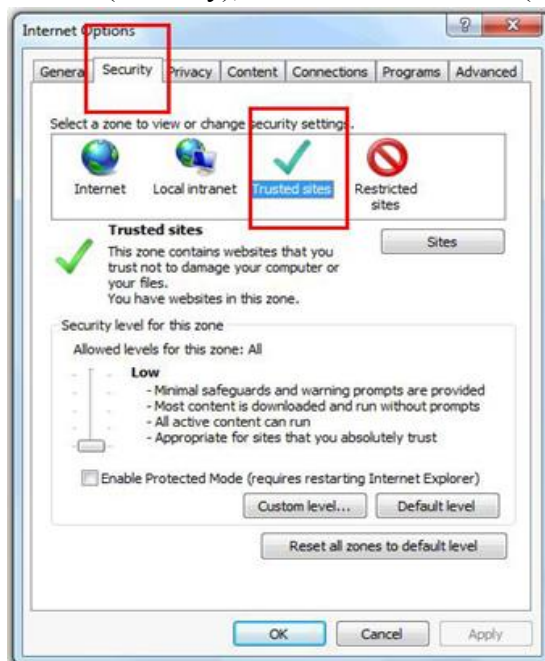 Internet Options
General Security Privacy Content Connections Programs Advanced
Select a zone to view or change security settings.
Internet
Local intranet
Trusted sites
Restricted
sites
Trusted sites
This zone contains websites that you
trust not to damage your computer or
your files.
You have websites in this zone.
Sites
Security level for this zone
Allowed levels for this zone: All
Low
- Minimal safeguards and warning prompts are provided
- Most content is downloaded and run without prompts
- All active content can run
- Appropriate for sites that you absolutely trust
Enable Protected Mode (requires restarting Internet Explorer)
Custom level... Default level
Reset all zones to default level
OK Cancel Apply